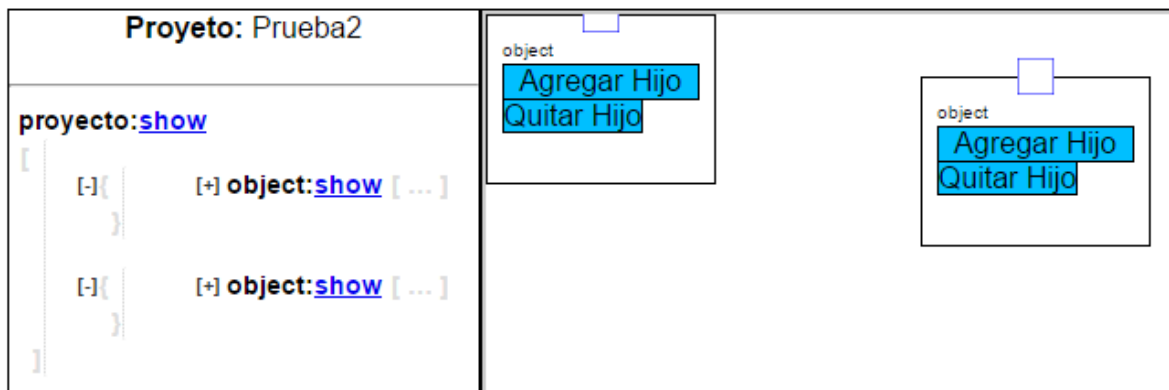 Proyeto: Prueba2
proyecto:show
[
[-]{ [+] object:show [ ... ]
}
[-]{ [+] object:show [ ... ]
}
]
object
Agregar Hijo
Quitar Hijo
object
Agregar Hijo
Quitar Hijo